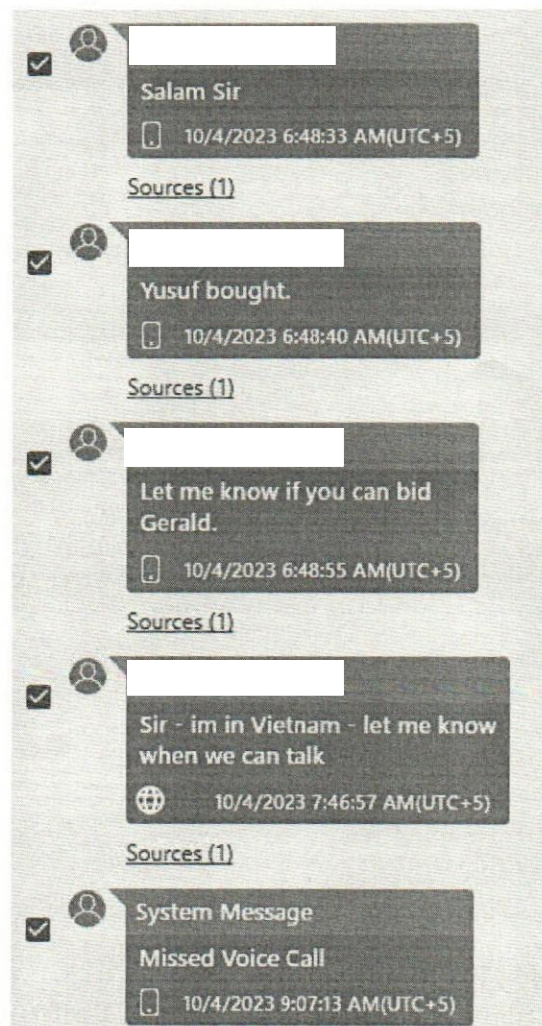 Salam Sir
10/4/2023 6:48:33 AM(UTC+5)
Sources (1)
Yusuf bought.
10/4/2023 6:48:40 AM(UTC+5)
Sources (1)
Let me know if you can bid
Gerald.
10/4/2023 6:48:55 AM(UTC+5)
Sources (1)
Sir - im in Vietnam - let me know
when we can talk
10/4/2023 7:46:57 AM(UTC+5)
Sources (1)
System Message
Missed Voice Call
10/4/2023 9:07:13 AM(UTC+5)